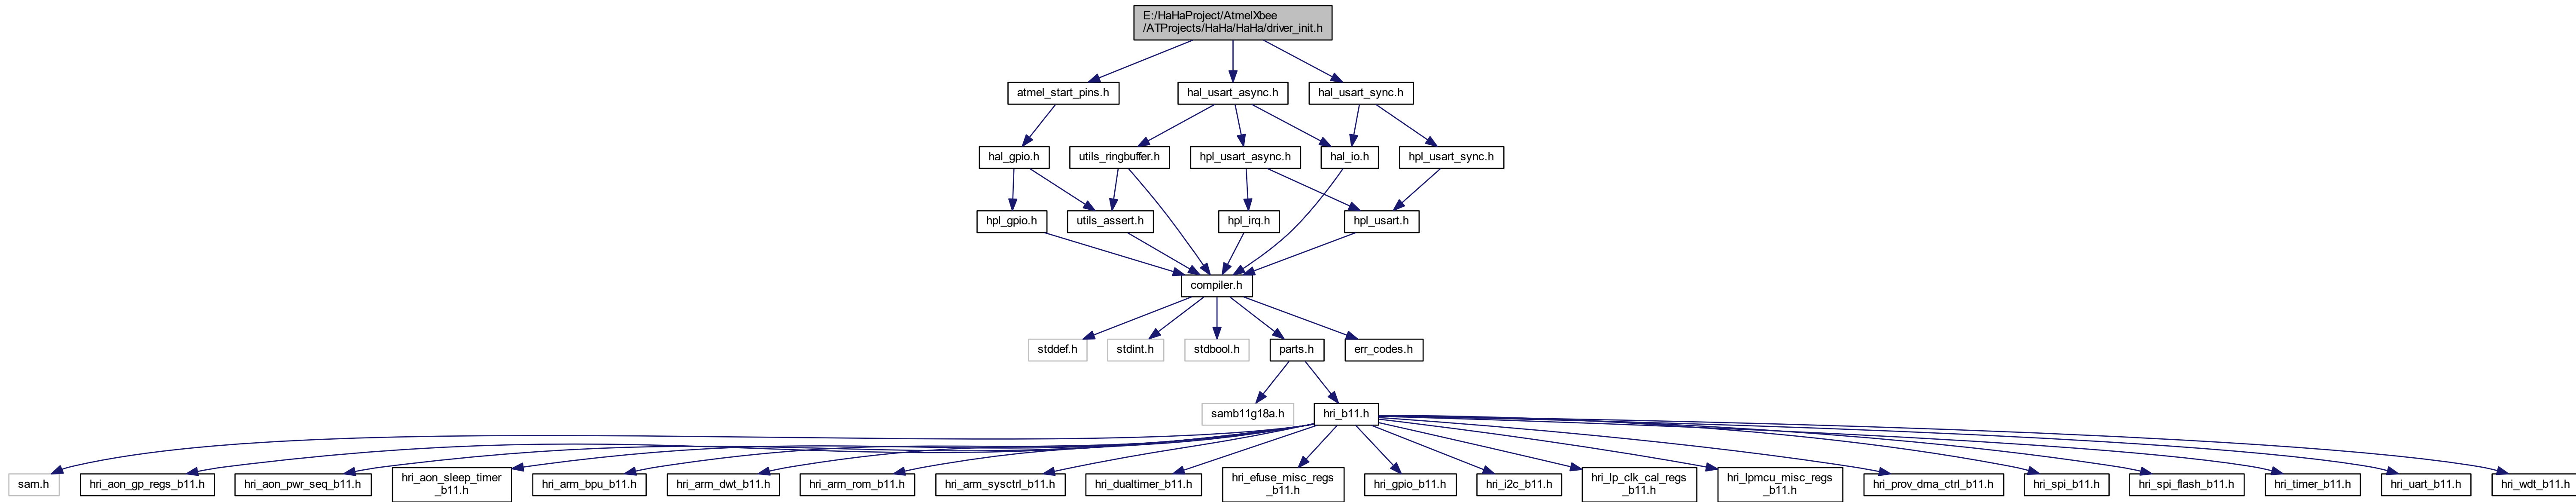 E:/HaHaProject/AtmelXbee
/ATProjects/HaHa/HaHa/driver_init.h
atmel_start_pins.h
hal_usart_async.h
hal_usart_sync.h
hal_gpio.h
utils_ringbuffer.h
hpl_usart_async.h
hal_io.h
hpl_usart_sync.h
hpl_gpio.h
utils_assert.h
hpl_irq.h
hpl_usart.h
compiler.h
stddef.h
stdint.h
stdbool.h
parts.h
err_codes.h
samb11g18a.h
hri_b11.h
sam.h
hri_aon_gp_regs_b11.h
hri_aon_pwr_seq_b11.h
hri_aon_sleep_timer
_b11.h
hri_arm_bpu_b11.h
hri_arm_dwt_b11.h
hri_arm_rom_b11.h
hri_arm_sysctrl_b11.h
hri_dualtimer_b11.h
hri_efuse_misc_regs
_b11.h
hri_gpio_b11.h
hri_i2c_b11.h
hri_lp_clk_cal_regs
_b11.h
hri_lpmcu_misc_regs
_b11.h
hri_prov_dma_ctrl_b11.h
hri_spi_b11.h
hri_spi_flash_b11.h
hri_timer_b11.h
hri_uart_b11.h
hri_wdt_b11.h